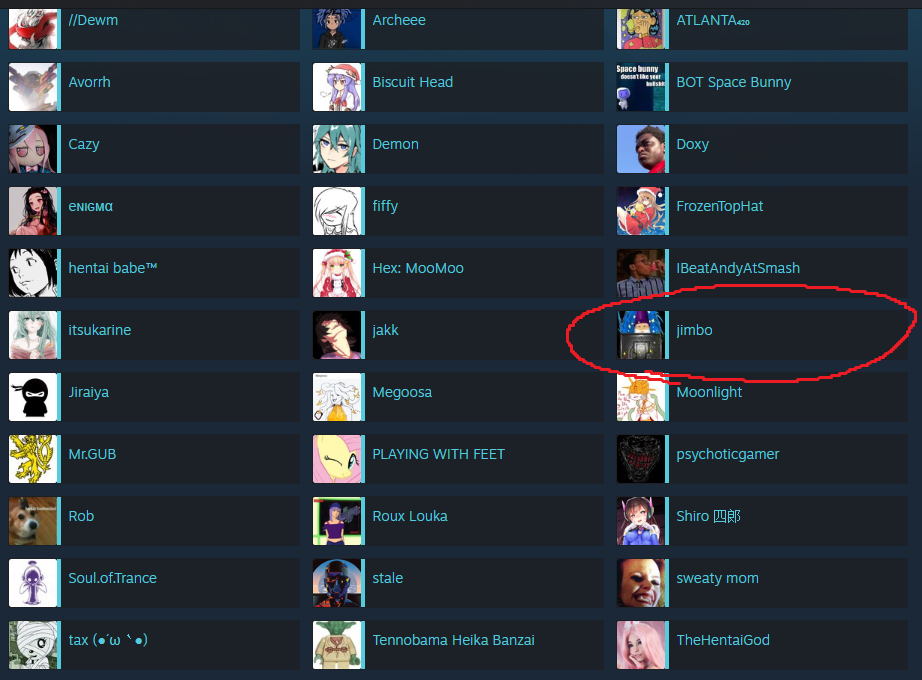 //Dewm
Archeee
ATLANTA₄₂₀
Avorrh
Biscuit Head
Space bunny
doesn't like your
bullshit
BOT Space Bunny
Cazy
Demon
Doxy
eɴıɢᴍα
fiffy
FrozenTopHat
hentai babe™
Hex: MooMoo
IBeatAndyAtSmash
itsukarine
jakk
jimbo
Jiraiya
Megoosa
Moonlight
Mr.GUB
PLAYING WITH FEET
psychoticgamer
Rob
Roux Louka
Shiro 四郎
Soul.of.Trance
stale
sweaty mom
tax (●´ω｀●)
Tennobama Heika Banzai
TheHentaiGod